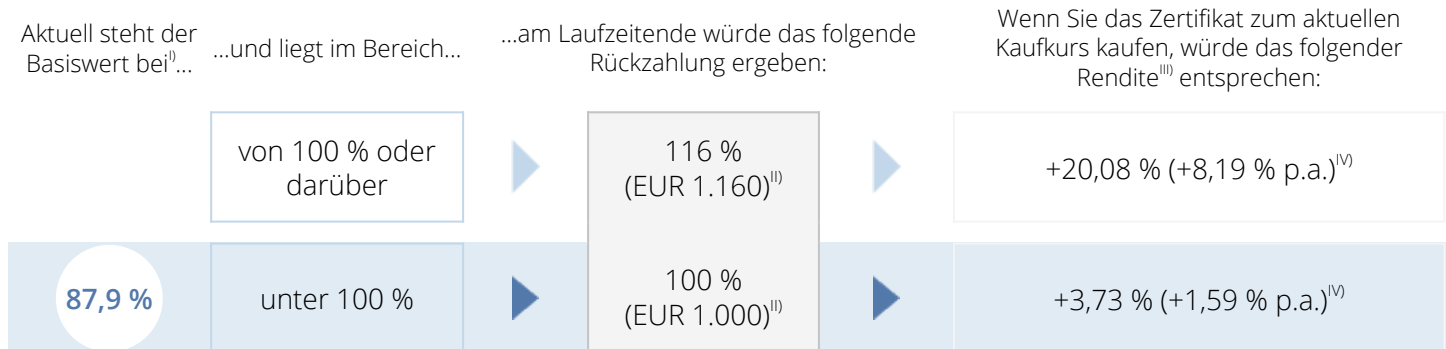 Aktuell steht der
Basiswert bei I)...
...und liegt im Bereich...
...am Laufzeitende würde das folgende
Rückzahlung ergeben:
Wenn Sie das Zertifikat zum aktuellen
Kaufkurs kaufen, würde das folgender
Rendite III) entsprechen:
von 100 % oder
darüber
116 %
(EUR 1.160) II)
+20,08 % (+8,19 % p.a.) IV)
87,9 %
unter 100 %
100 %
(EUR 1.000) II)
+3,73 % (+1,59 % p.a.) IV)